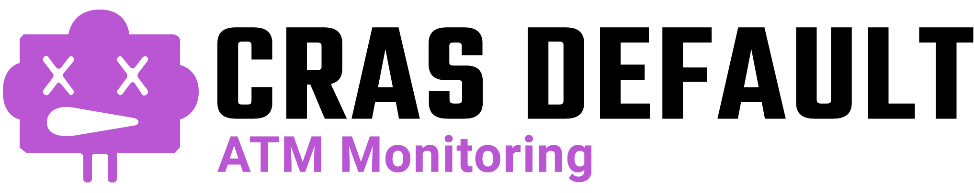 CRAS DEFAULT
ATM Monitoring